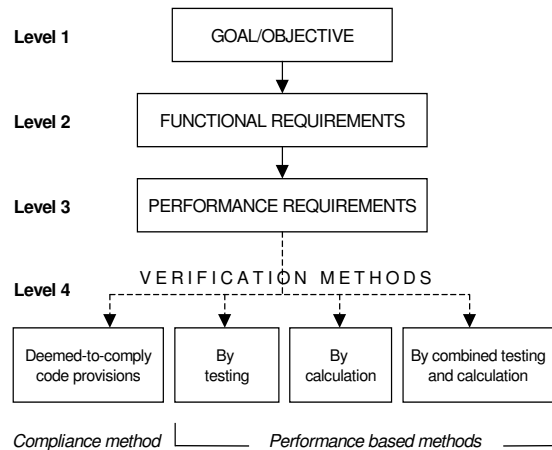 Level 1
GOAL/OBJECTIVE
Level 2
FUNCTIONAL REQUIREMENTS
Level 3
PERFORMANCE REQUIREMENTS
VERIFICATION METHODS
Level 4
Deemed-to-comply
code provisions
By
testing
By
calculation
By combined testing
and calculation
Compliance method
Performance based methods